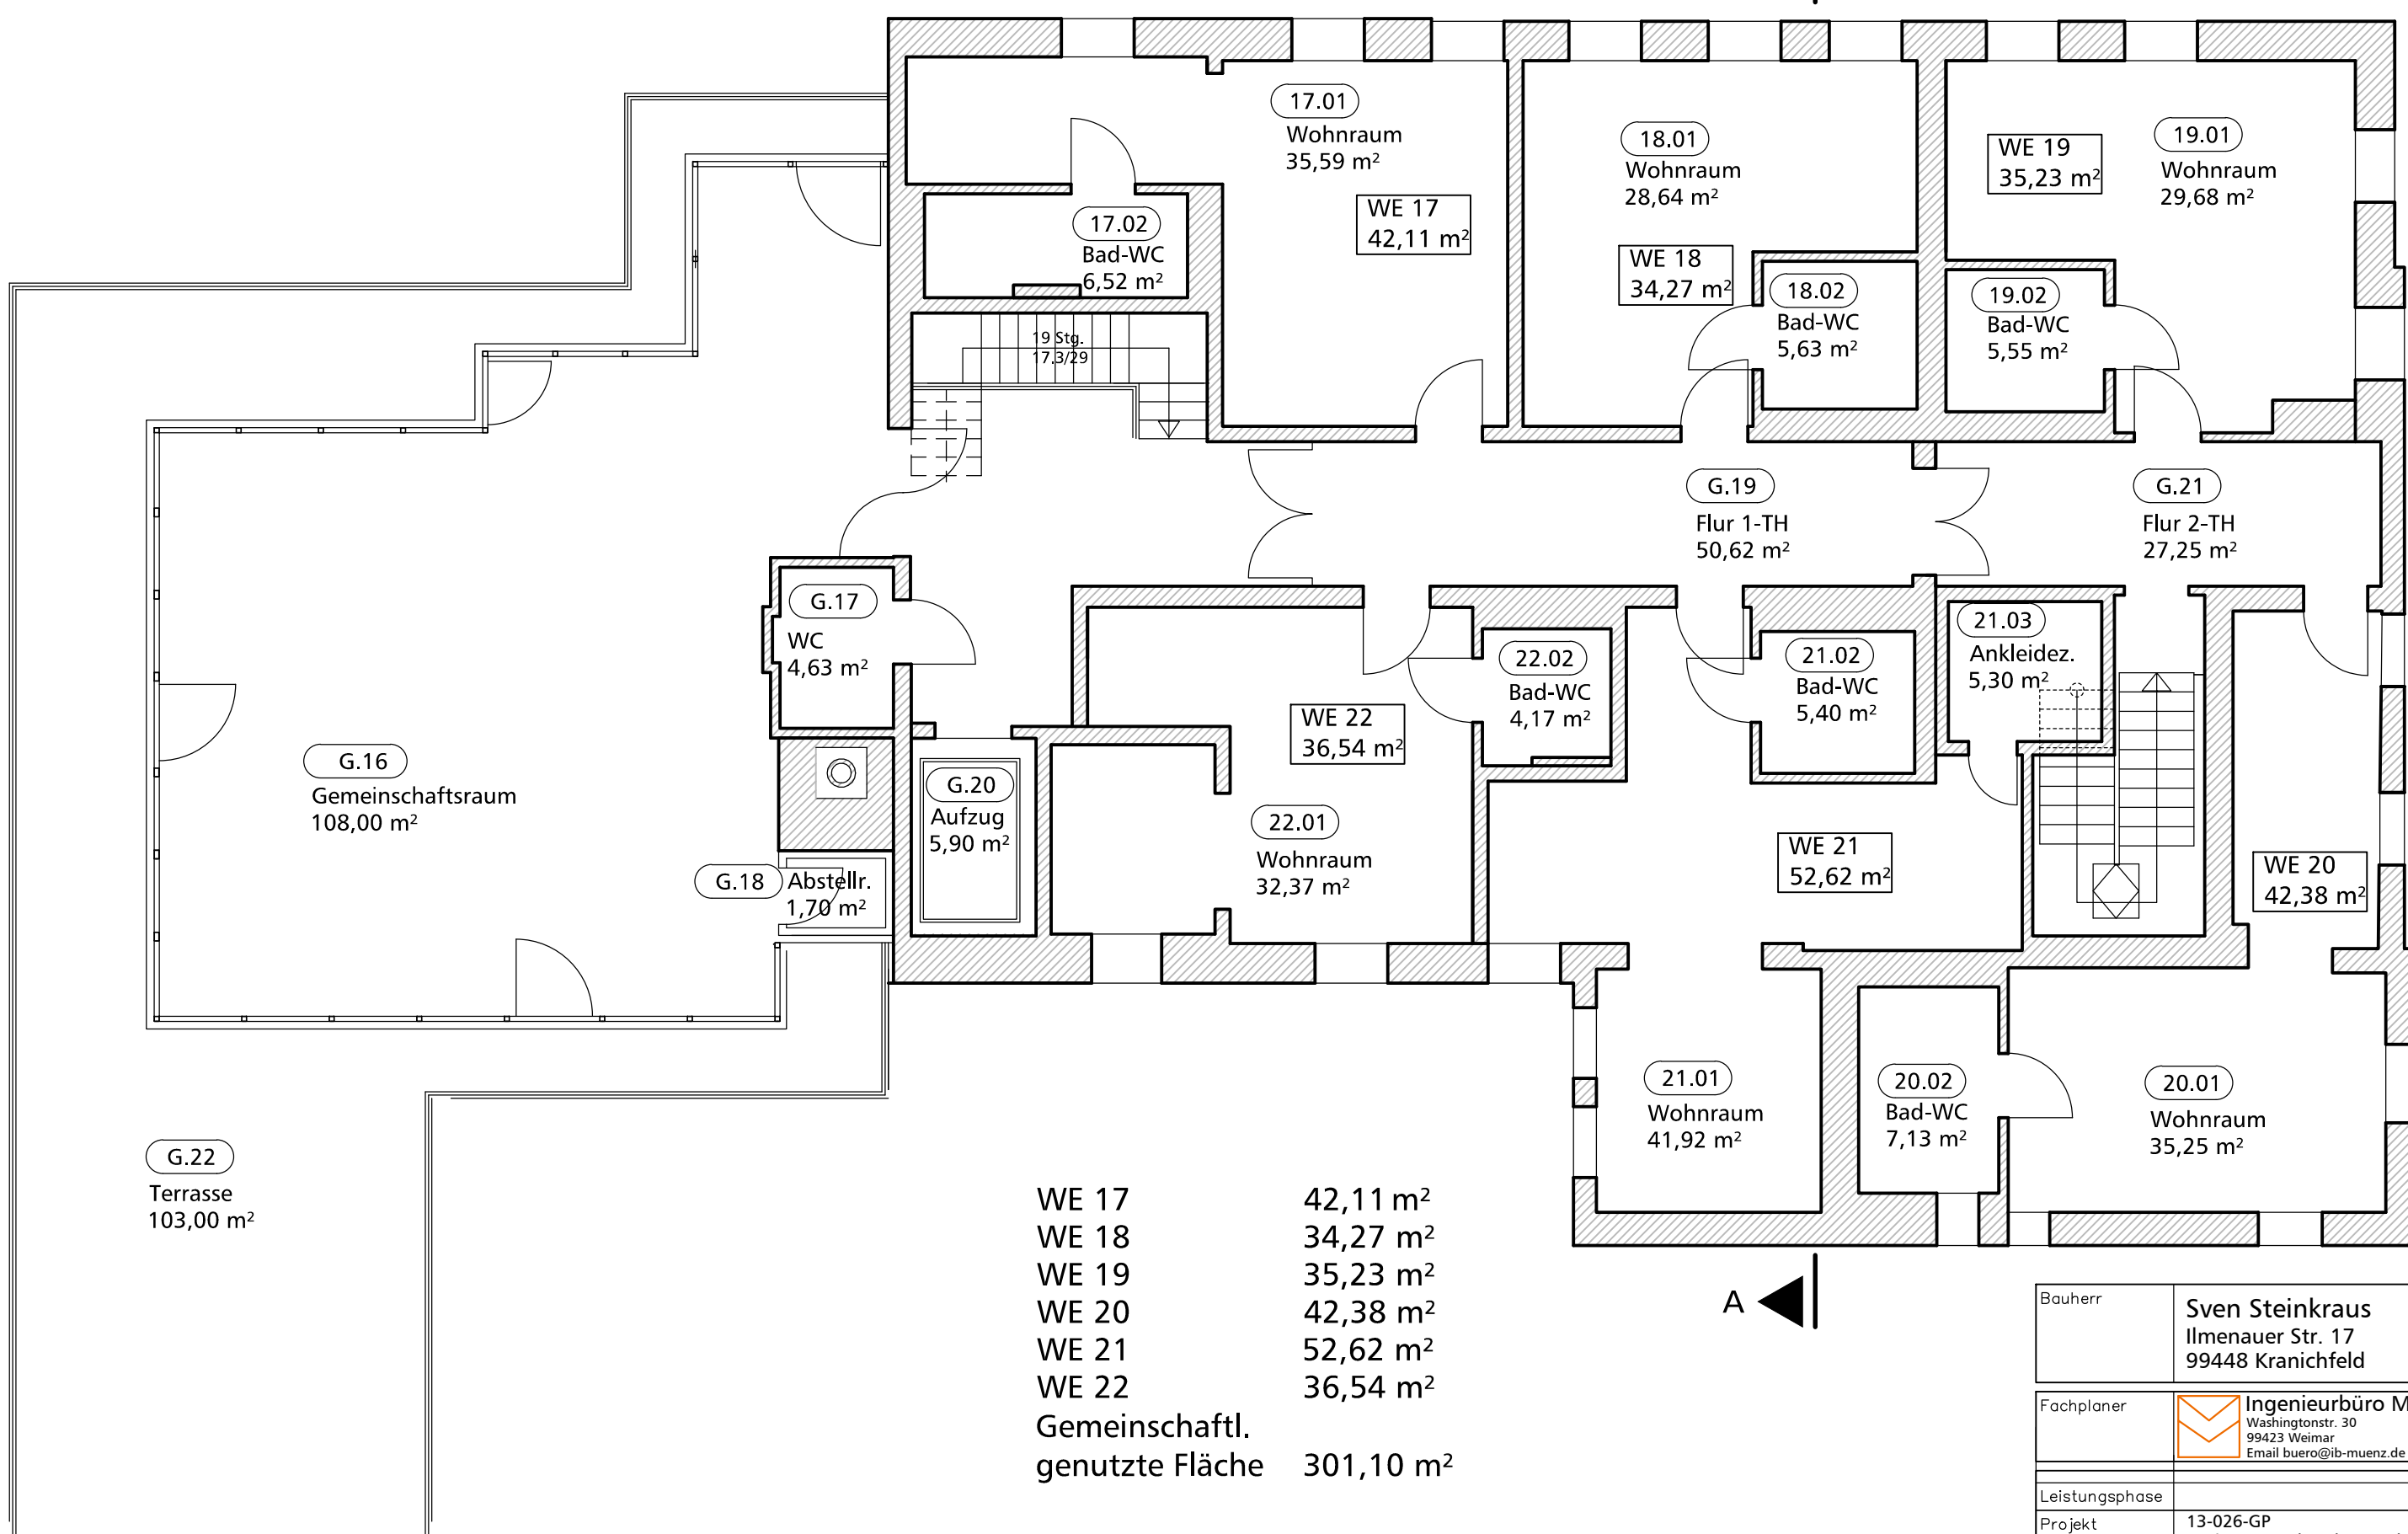 17.01
Wohnraum
35,59 m²
WE 17
42,11 m²
17.02
Bad-WC
6,52 m²
19 Stg.
17.3/29
18.01
Wohnraum
28,64 m²
WE 18
34,27 m²
18.02
Bad-WC
5,63 m²
WE 19
35,23 m²
19.01
Wohnraum
29,68 m²
19.02
Bad-WC
5,55 m²
G.19
Flur 1-TH
50,62 m²
G.21
Flur 2-TH
27,25 m²
G.17
WC
4,63 m²
G.16
Gemeinschaftsraum
108,00 m²
G.18
Abstellr.
1,70 m²
G.20
Aufzug
5,90 m²
WE 22
36,54 m²
22.01
Wohnraum
32,37 m²
22.02
Bad-WC
4,17 m²
21.02
Bad-WC
5,40 m²
21.03
Ankleidez.
5,30 m²
WE 21
52,62 m²
WE 20
42,38 m²
21.01
Wohnraum
41,92 m²
20.02
Bad-WC
7,13 m²
20.01
Wohnraum
35,25 m²
G.22
Terrasse
103,00 m²
WE 17 42,11 m²
WE 18 34,27 m²
WE 19 35,23 m²
WE 20 42,38 m²
WE 21 52,62 m²
WE 22 36,54 m²
Gemeinschaftl.
genutzte Fläche 301,10 m²
A
Bauherr
Sven Steinkraus
Ilmenauer Str. 17
99448 Kranichfeld
Fachplaner
Ingenieurbüro M
Washingtonstr. 30
99423 Weimar
Email buero@ib-muenz.de
Leistungsphase
Projekt 13-026-GP